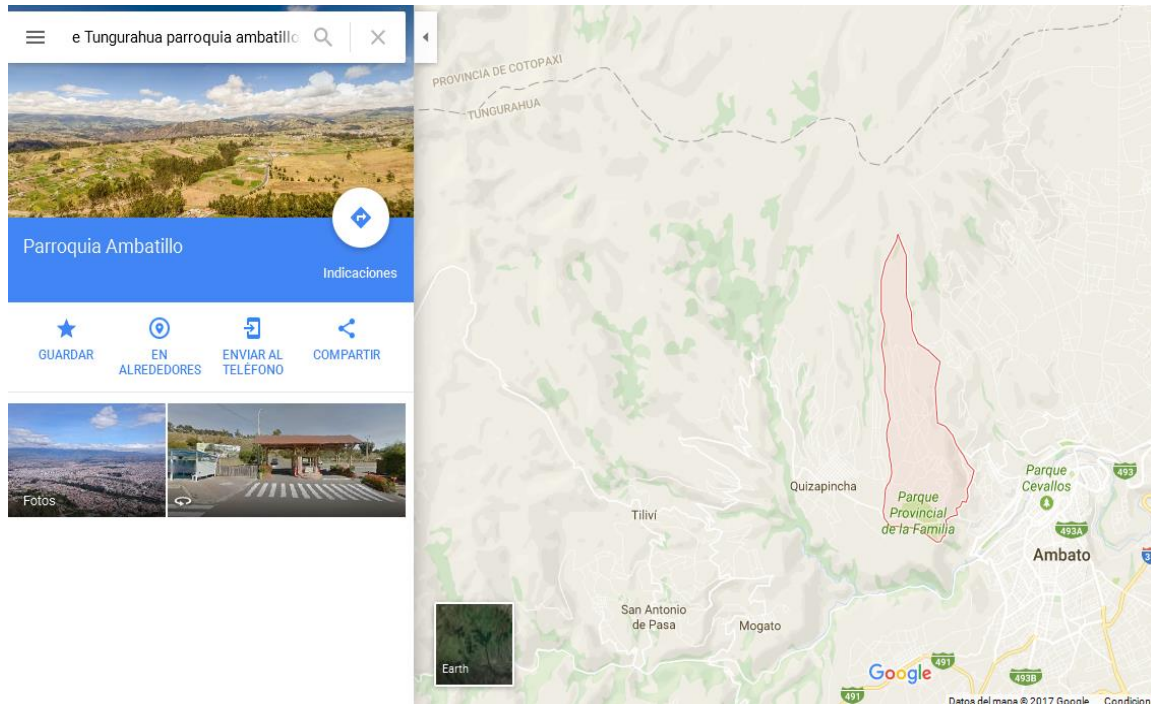 e Tungurahua parroquia ambatillo
Parroquia Ambatillo
Indicaciones
GUARDAR
EN
ALREDEDORES
ENVIAR AL
TELÉFONO
COMPARTIR
Fotos
PROVINCIA DE COTOPAXI
TUNGURAHUA
Quizapincha
Parque
Provincial
de la Familia
Parque
Cevallos
493
493A
Ambato
Tiliví
San Antonio
de Pasa
Mogato
Earth
Google
491
493B
491
Datos del mapa © 2017 Google Condicion